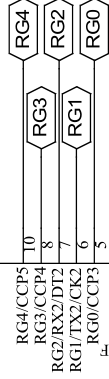 RG4/CCP5 10 RG4
RG3/CCP4 8 RG3
RG2/RX2/DT2 7 RG2
RG1/TX2/CK2 6 RG1
RG0/CCP3 5 RG0